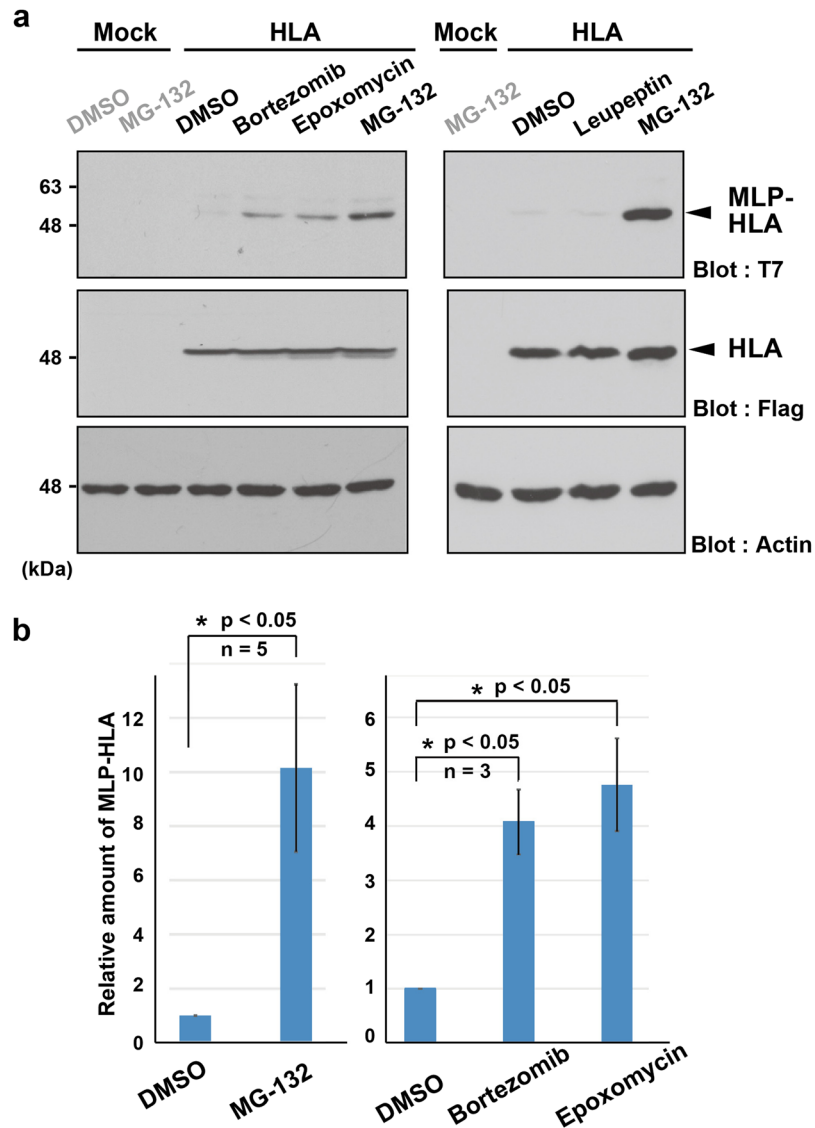 a
Mock HLA Mock HLA
DMSO MG-132 DMSO Bortezomib Epoxomycin MG-132 MG-132 DMSO Leupeptin MG-132
63
48
MLP-
HLA
Blot : T7
48
HLA
Blot : Flag
48
Blot : Actin
(kDa)
b
* p < 0.05
n = 5
Relative amount of MLP-HLA
12
10
8
6
4
2
0
DMSO MG-132
* p < 0.05
* p < 0.05
n = 3
6
5
4
3
2
1
0
DMSO Bortezomib Epoxomycin